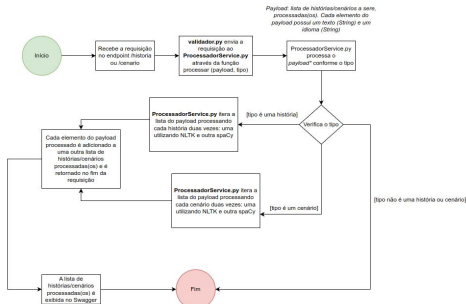 Payload: lista de histórias/cenários a sere,
processadas(os). Cada elemento do
payload possui um texto (String) e um
idioma (String)
Início
Recebe a requisição
no endpoint /historia
ou /cenario
validador.py envia a
requisição ao
ProcessadorService.py
através da função
processar (payload, tipo)
ProcessadorService.py
processa o
payload* conforme o tipo
Verifica o tipo
[tipo é uma história]
ProcessadorService.py itera a
lista do payload processando
cada história duas vezes: uma
utilizando NLTK e outra spaCy
Cada elemento do payload
processado é adicionado a
uma outra lista de
histórias/cenários
processadas(os) e é
retornado no fim da
requisição
ProcessadorService.py itera a
lista do payload processando
cada cenário duas vezes: uma
utilizando NLTK e outra spaCy
[tipo é um cenário]
[tipo não é uma história ou cenário]
A lista de
histórias/cenários
processadas(os) é
exibida no Swagger
Fim